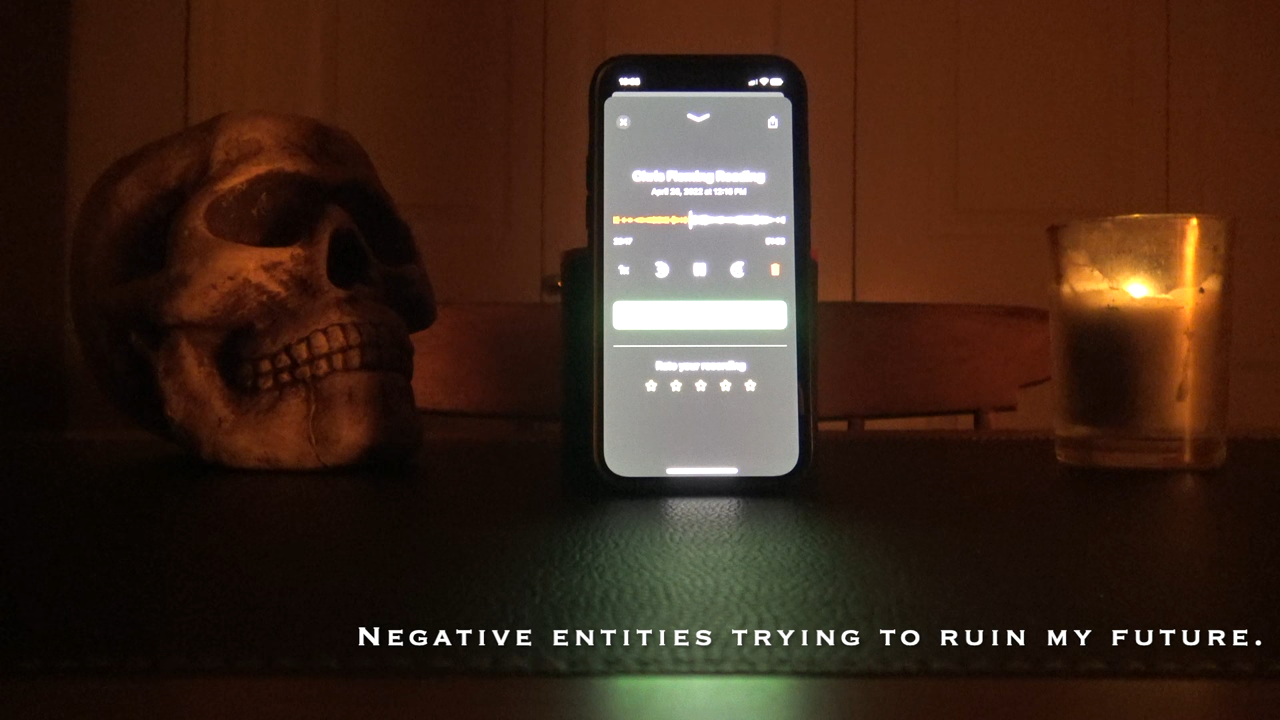 Chris Fleming Reading
April 28, 2022 at 12:15 PM
1x
Rate your recording
NEGATIVE ENTITIES TRYING TO RUIN MY FUTURE.